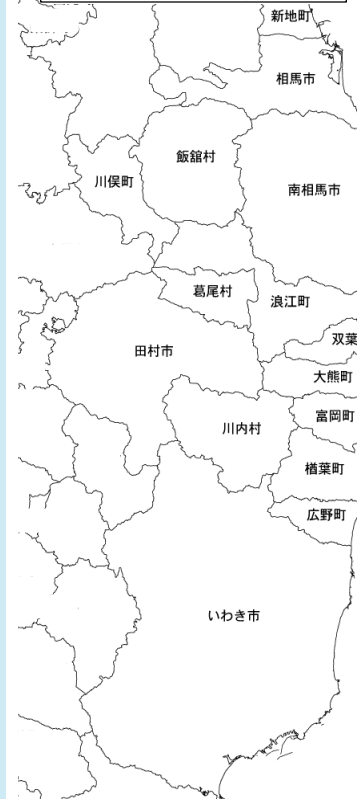 新地町
相馬市
飯舘村
川俣町
南相馬市
葛尾村
浪江町
双葉
田村市
大熊町
富岡町
川内村
楢葉町
広野町
いわき市